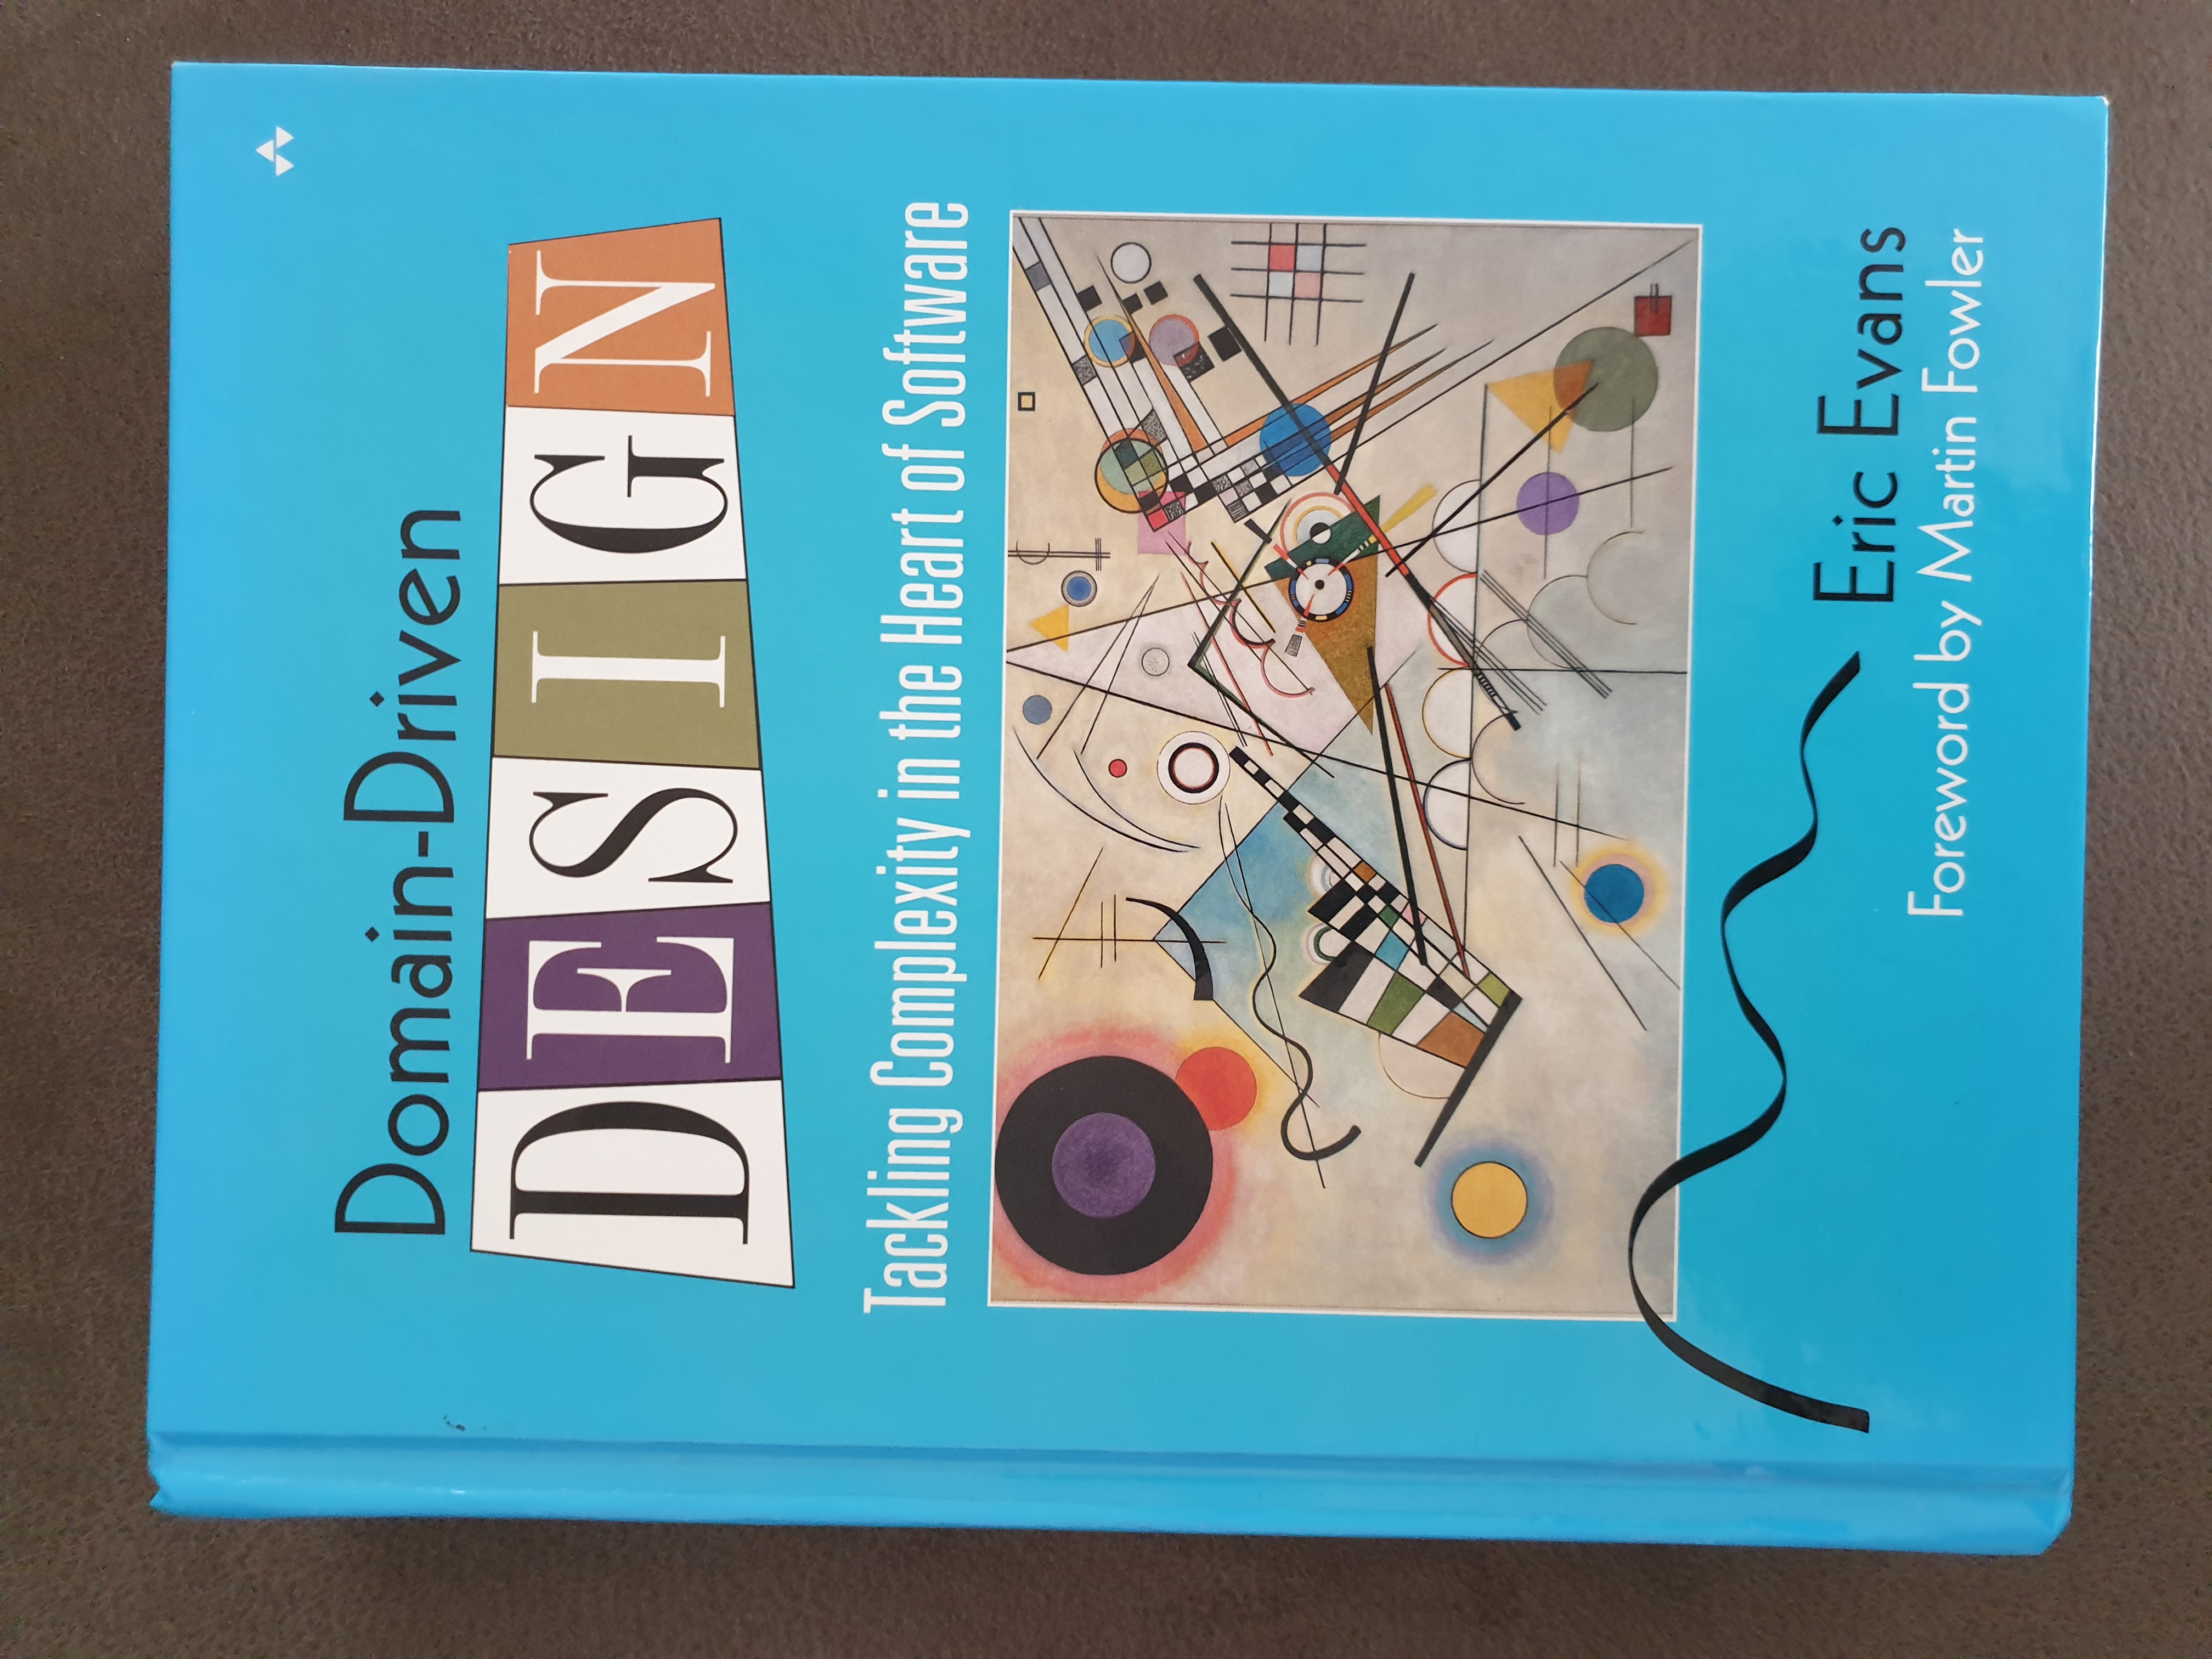 Domain-Driven
DESIGN
Tackling Complexity in the Heart of Software
Eric Evans
Foreword by Martin Fowler